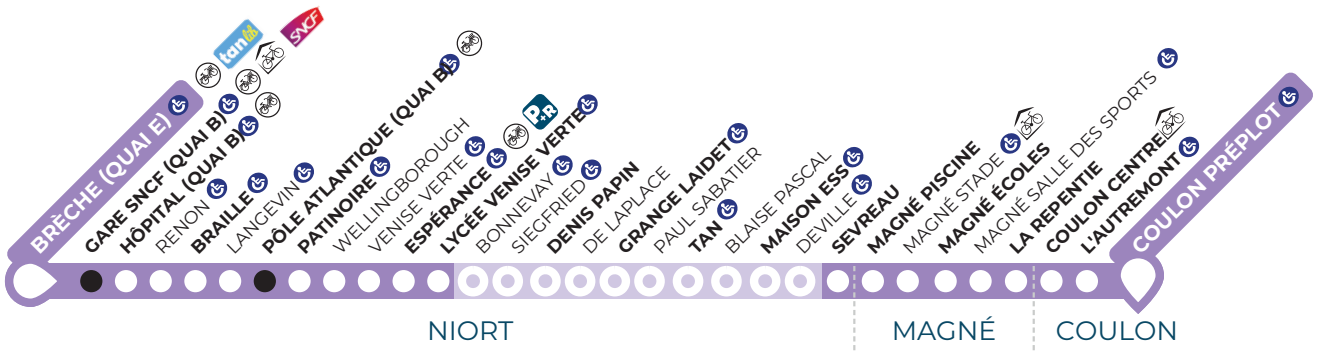 BRÈCHE (QUAI E)
tanlib
SNCF
GARE SNCF (QUAI B)
HÔPITAL (QUAI B)
RENON
BRAILLE
LANGEVIN
PÔLE ATLANTIQUE (QUAI B)
PATINOIRE
WELLINGBOROUGH
VENISE VERTE
ESPÉRANCE
P+R
LYCÉE VENISE VERTE
BONNEVAY
SIEGFRIED
DENIS PAPIN
DE LAPLACE
GRANGE LAIDET
PAUL SABATIER
TAN
BLAISE PASCAL
MAISON ESS
DEVILLE
SEVREAU
MAGNÉ PISCINE
MAGNÉ STADE
MAGNÉ ÉCOLES
MAGNÉ SALLE DES SPORTS
LA REPENTIE
COULON CENTRE
L'AUTREMONT
COULON PRÉPLOT
NIORT
MAGNÉ
COULON